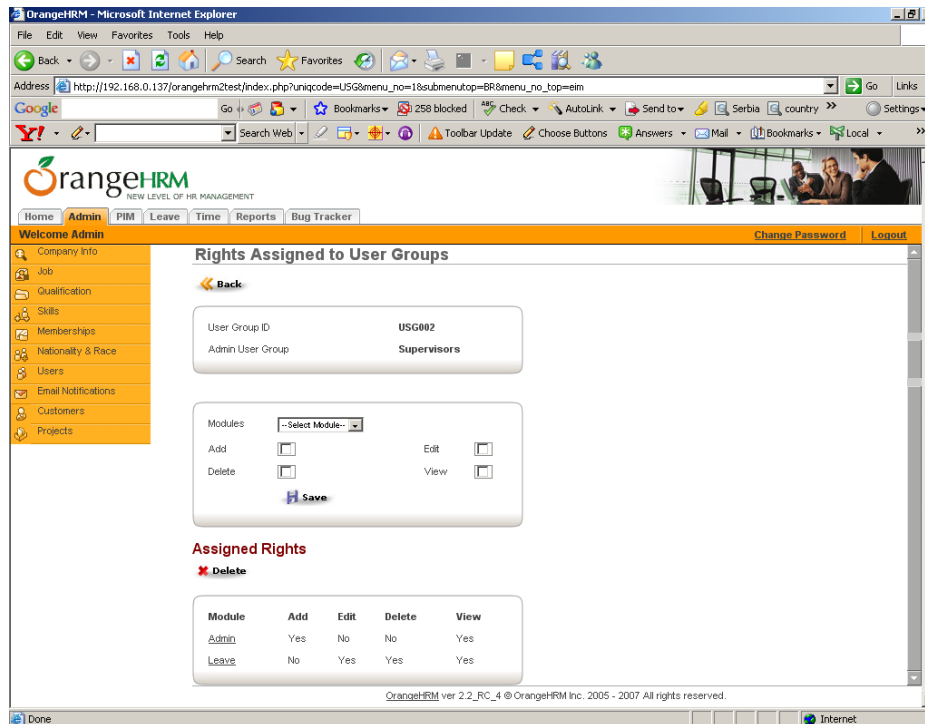 OrangeHRM - Microsoft Internet Explorer
File Edit View Favorites Tools Help
Back Search Favorites
Address http://192.168.0.137/orangehrm2test/index.php?uniqcode=USG&menu_no=1&submenutop=BR&menu_no_top=eim Go Links
Google Go Bookmarks 258 blocked ABC Check AutoLink Send to Serbia country » Settings
Y! Search Web Toolbar Update Choose Buttons Answers Mail Bookmarks Local »
OrangeHRM
NEW LEVEL OF HR MANAGEMENT
Home Admin PIM Leave Time Reports Bug Tracker
Welcome Admin Change Password Logout
Company Info
Job
Qualification
Skills
Memberships
Nationality & Race
Users
Email Notifications
Customers
Projects
Rights Assigned to User Groups
Back
User Group ID USG002
Admin User Group Supervisors
Modules --Select Module--
Add Edit
Delete View
Save
Assigned Rights
Delete
Module Add Edit Delete View
Admin Yes No No Yes
Leave No Yes Yes Yes
OrangeHRM ver 2.2_RC_4 © OrangeHRM Inc. 2005 - 2007 All rights reserved.
Done Internet